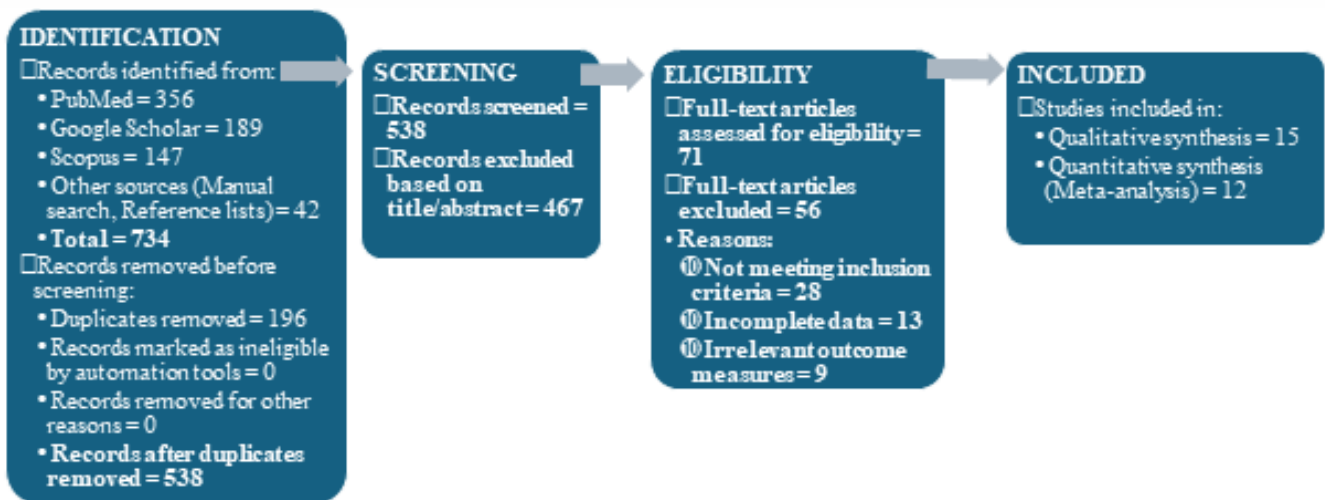 IDENTIFICATION
□Records identified from:
• PubMed = 356
• Google Scholar = 189
• Scopus = 147
• Other sources (Manual
search, Reference lists) = 42
• Total = 734
□Records removed before
screening:
• Duplicates removed = 196
• Records marked as ineligible
by automation tools = 0
• Records removed for other
reasons = 0
• Records after duplicates
removed = 538
SCREENING
□Records screened =
538
□Records excluded
based on
title/abstract = 467
ELIGIBILITY
□Full-text articles
assessed for eligibility =
71
□Full-text articles
excluded = 56
• Reasons:
⓾Not meeting inclusion
criteria = 28
⓾Incomplete data = 13
⓾Irrelevant outcome
measures = 9
INCLUDED
□Studies included in:
• Qualitative synthesis = 15
• Quantitative synthesis
(Meta-analysis) = 12